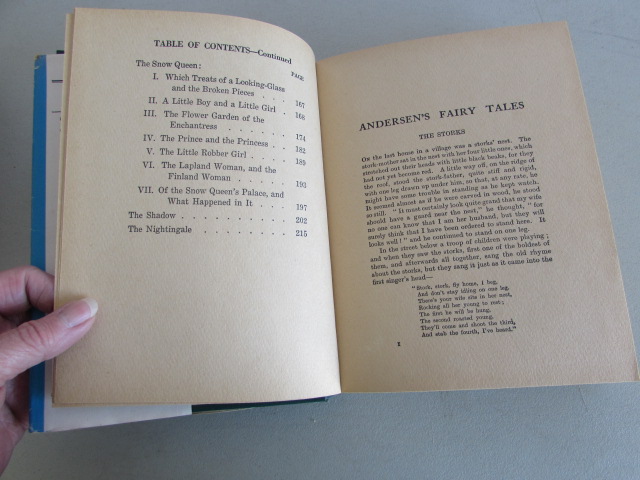 TABLE OF CONTENTS—Continued
PAGE
The Snow Queen:
I. Which Treats of a Looking-Glass
and the Broken Pieces . . . 167
II. A Little Boy and a Little Girl . 168
III. The Flower Garden of the
Enchantress . . . . . . 174
IV. The Prince and the Princess . 182
V. The Little Robber Girl . . . 189
VI. The Lapland Woman, and the
Finland Woman . . . . . 193
VII. Of the Snow Queen's Palace, and
What Happened in It . . . 197
The Shadow . . . . . . . . . 202
The Nightingale . . . . . . . . 215
ANDERSEN'S FAIRY TALES
THE STORKS
On the last house in a village was a storks' nest. The
stork-mother sat in the nest with her four little ones, which
stretched out their heads with little black beaks, for they
had not yet become red. A little way off, on the ridge of
the roof, stood the stork-father, quite stiff and rigid,
with one leg drawn up under him, so that, at any rate, he
might have some trouble in standing as he kept watch.
It seemed almost as if he were carved in wood, he stood
so still. "It must certainly look quite grand that my wife
should have a guard near the nest," he thought, "for
no one can know that I am her husband, but they will
surely think that I have been ordered to stand here. It
looks well!" and he continued to stand on one leg.
In the street below a troop of children were playing;
and when they saw the storks, first one of the boldest of
them, and afterwards all together, sang the old rhyme
about the storks, but they sang it just as it came into the
first singer's head—
"Stork, stork, fly home, I beg,
And don't stay idling on one leg,
There's your wife sits in her nest,
Rocking all her young to rest;
The first he will be hung,
The second roasted young,
They'll come and shoot the third,
And stab the fourth, I've heard."
1